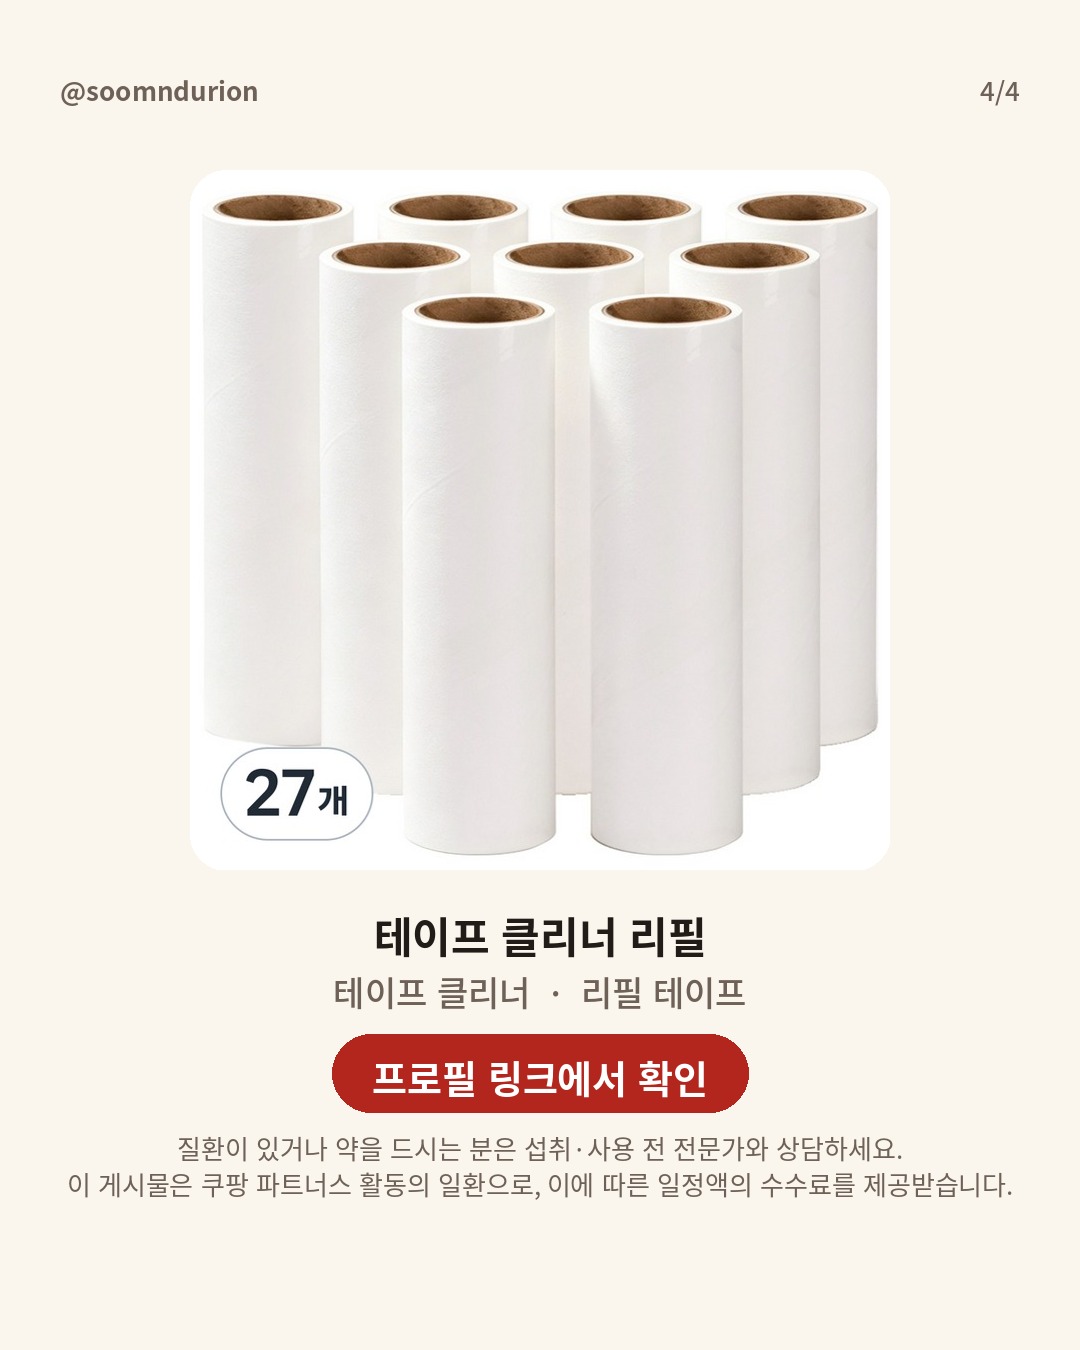 @soomndurion
4/4
27개
테이프 클리너 리필
테이프 클리너 · 리필 테이프
프로필 링크에서 확인
질환이 있거나 약을 드시는 분은 섭취·사용 전 전문가와 상담하세요.
이 게시물은 쿠팡 파트너스 활동의 일환으로, 이에 따른 일정액의 수수료를 제공받습니다.